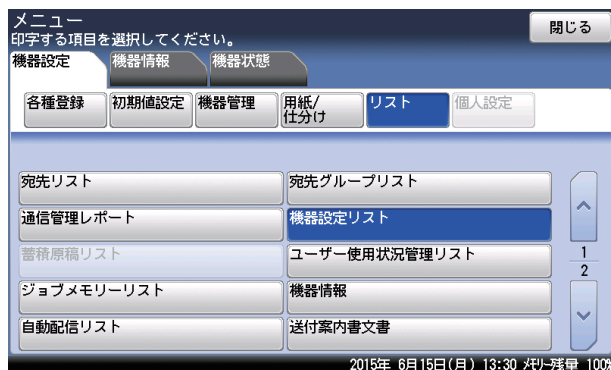 メニュー
閉じる
印字する項目を選択してください。
機器設定 機器情報 機器状態
各種登録 初期値設定 機器管理 用紙/ リスト 個人設定
仕分け
宛先リスト 宛先グループリスト
通信管理レポート 機器設定リスト
蓄積原稿リスト ユーザー使用状況管理リスト
1
2
ジョブメモリーリスト 機器情報
自動配信リスト 送付案内書文書
2015年 6月15日(月) 13:30 メモリー残量 100%